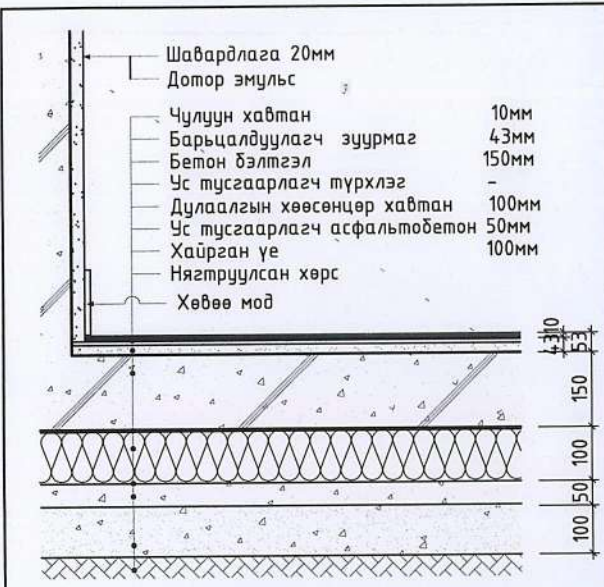 Шавардлага 20мм
Дотор эмульс
Чулуун хавтан 10мм
Барьцалдуулагч зуурмаг 43мм
Бетон бэлтгэл 150мм
Ус тусгаарлагч түрхлэг -
Дулаалгын хөөсөнцөр хавтан 100мм
Ус тусгаарлагч асфальтобетон 50мм
Хайрган үе 100мм
Нягтруулсан хөрс
Хөвөө мод
10
43
53
150
100
50
100